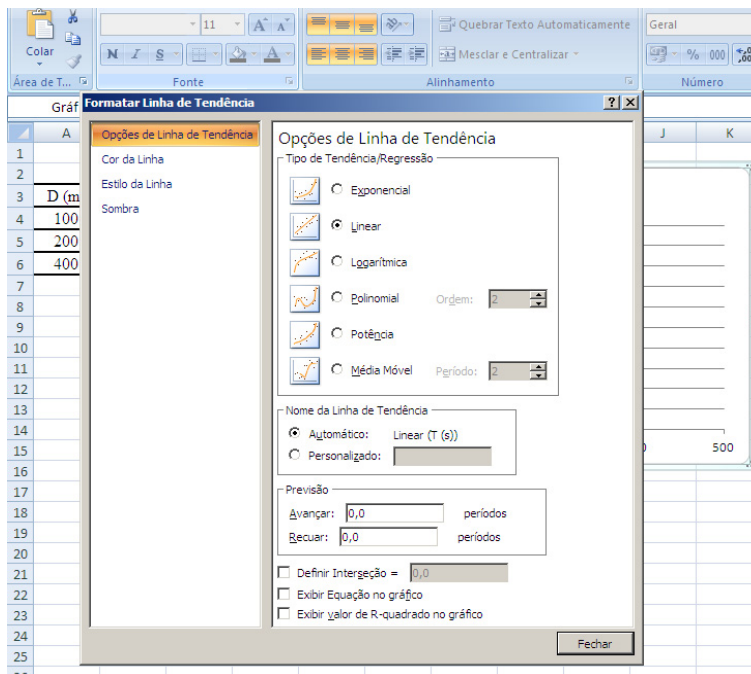 11 A A Quebrar Texto Automaticamente Geral
Colar N I S A Mesclar e Centralizar % 000
Área de T... Fonte Alinhamento Número
Gráf
Formatar Linha de Tendência
A J K
1
2
3 D (m
4 100
5 200
6 400
7
8
9
10
11
12
13
14
15
16
17
18
19
20
21
22
23
24
25
Opções de Linha de Tendência
Cor da Linha
Estilo da Linha
Sombra
Opções de Linha de Tendência
Tipo de Tendência/Regressão
Exponencial
Linear
Logarítmica
Polinomial Ordem: 2
Potência
Média Móvel Período: 2
Nome da Linha de Tendência
Automático: Linear (T (s))
Personalizado:
Previsão
Avançar: 0,0 períodos
Recuar: 0,0 períodos
Definir Interseção = 0,0
Exibir Equação no gráfico
Exibir valor de R-quadrado no gráfico
Fechar
500